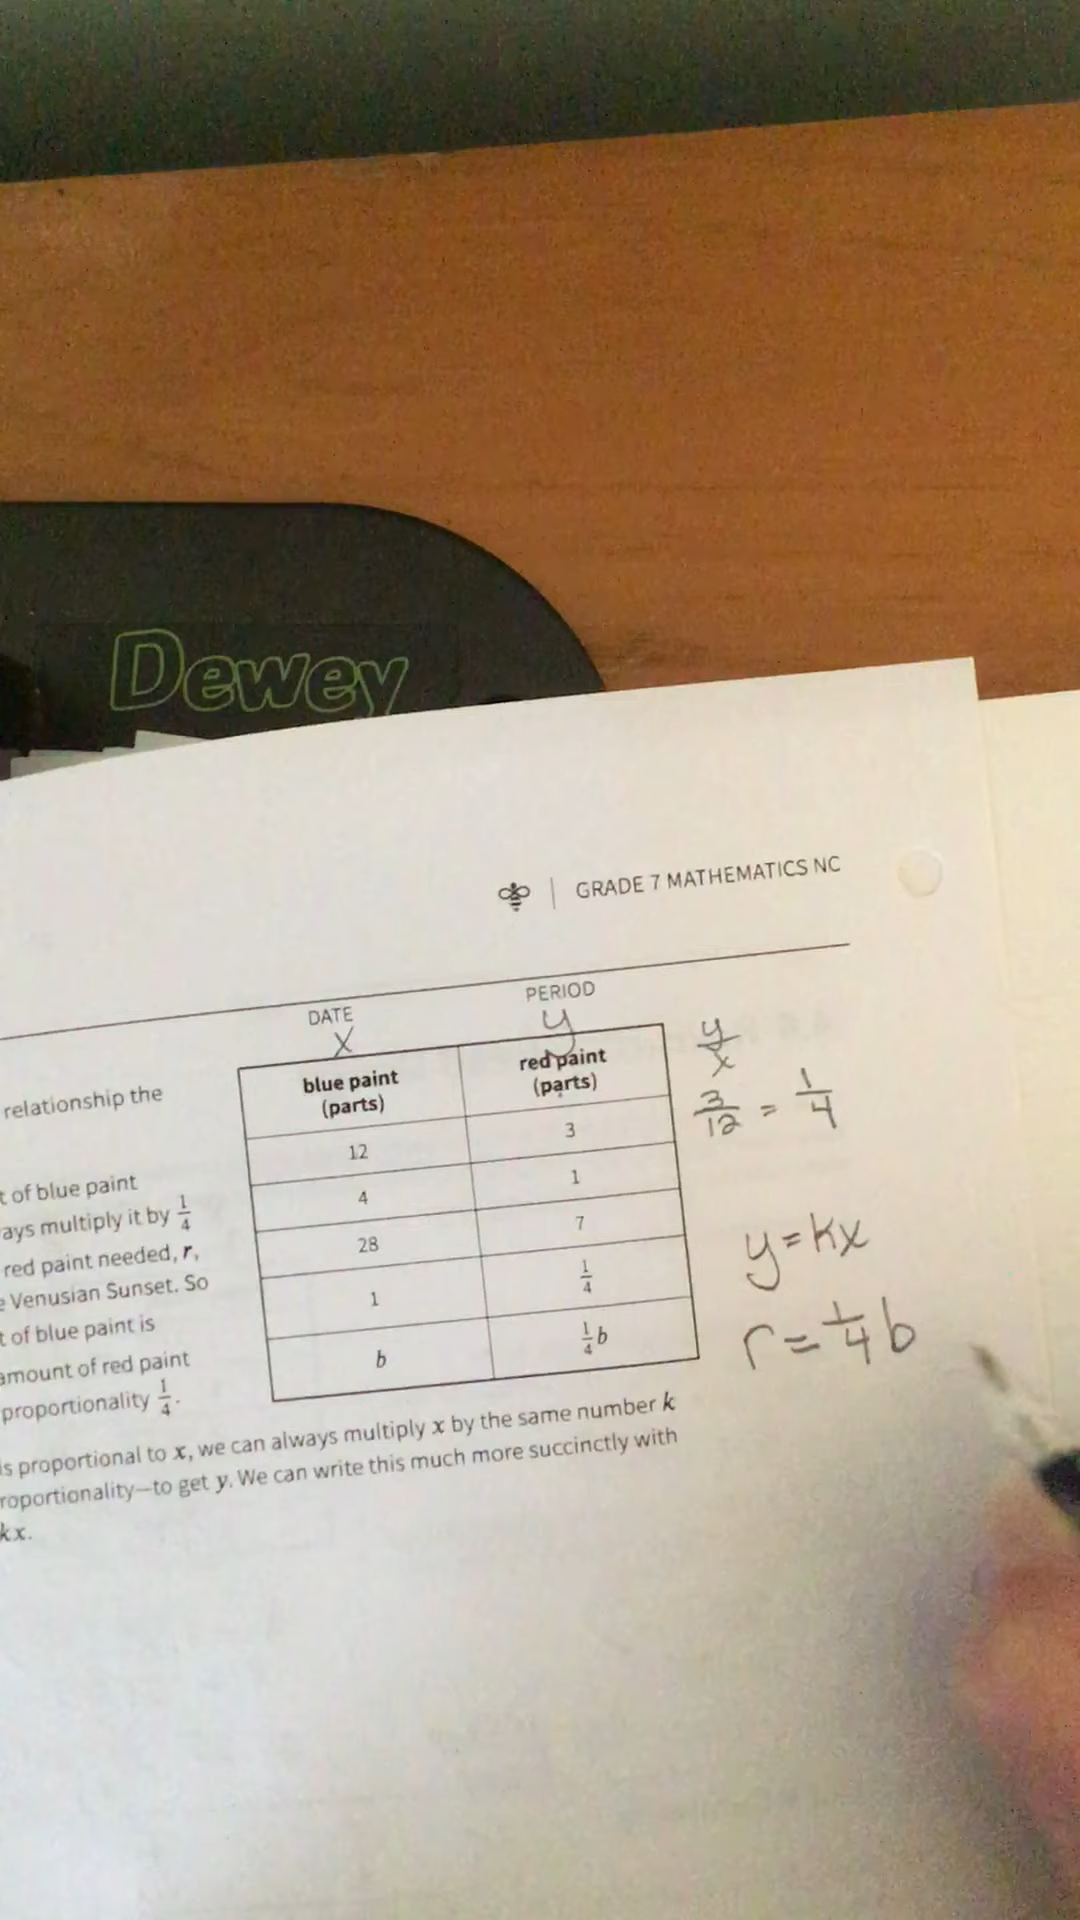 Dewey
GRADE 7 MATHEMATICS NC
DATE PERIOD
x y
blue paint (parts) red paint (parts)
12 3
4 1
28 7
1 1/4
b 1/4 b
y/x
3/12 = 1/4
y=kx
r=1/4b
relationship the
t of blue paint
ays multiply it by 1/4
red paint needed, r,
e Venusian Sunset. So
t of blue paint is
amount of red paint
proportionality 1/4.
is proportional to x, we can always multiply x by the same number k
roportionality—to get y. We can write this much more succinctly with
kx.